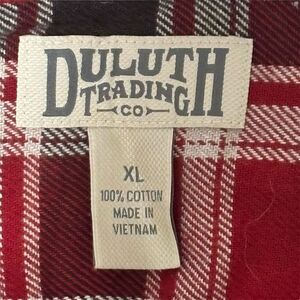 DULUTH
TRADING
CO
XL
100% COTTON
MADE IN
VIETNAM